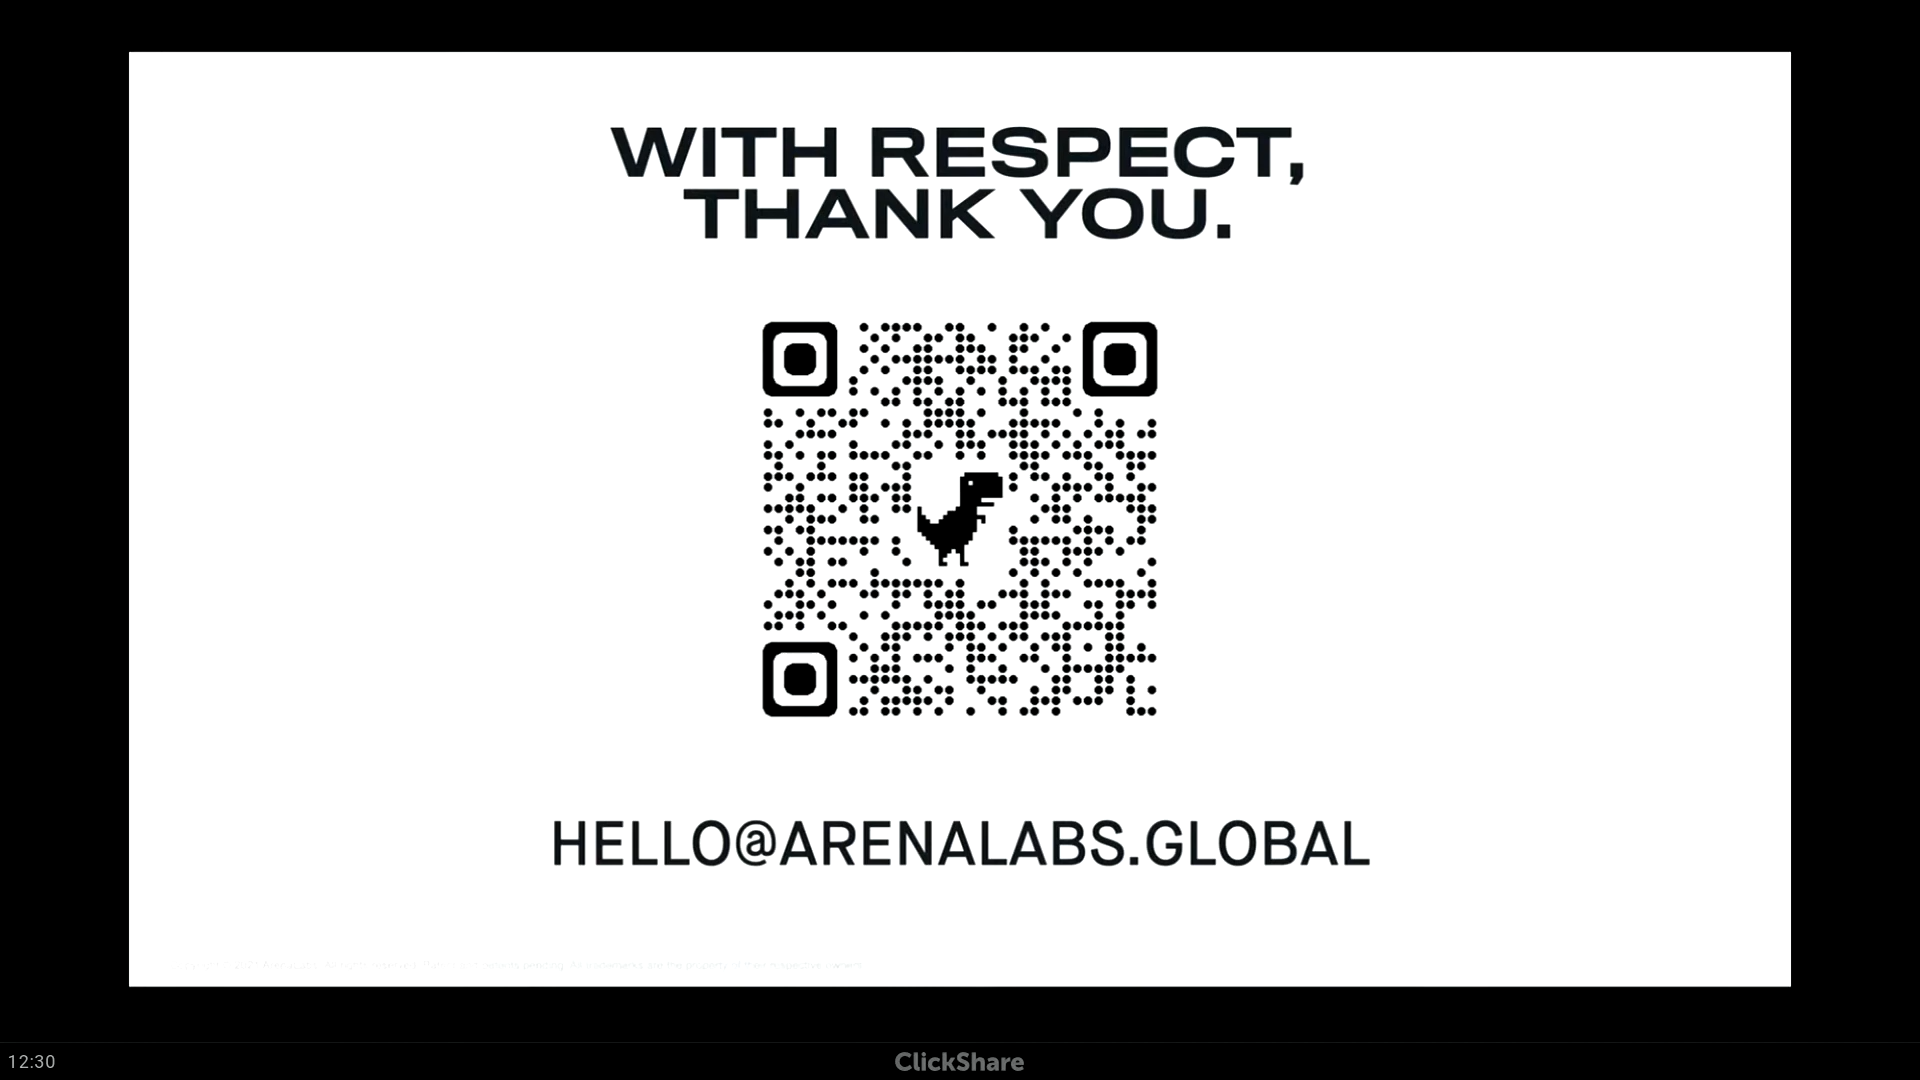 WITH RESPECT,
THANK YOU.
HELLO@ARENALABS.GLOBAL
12:30
ClickShare